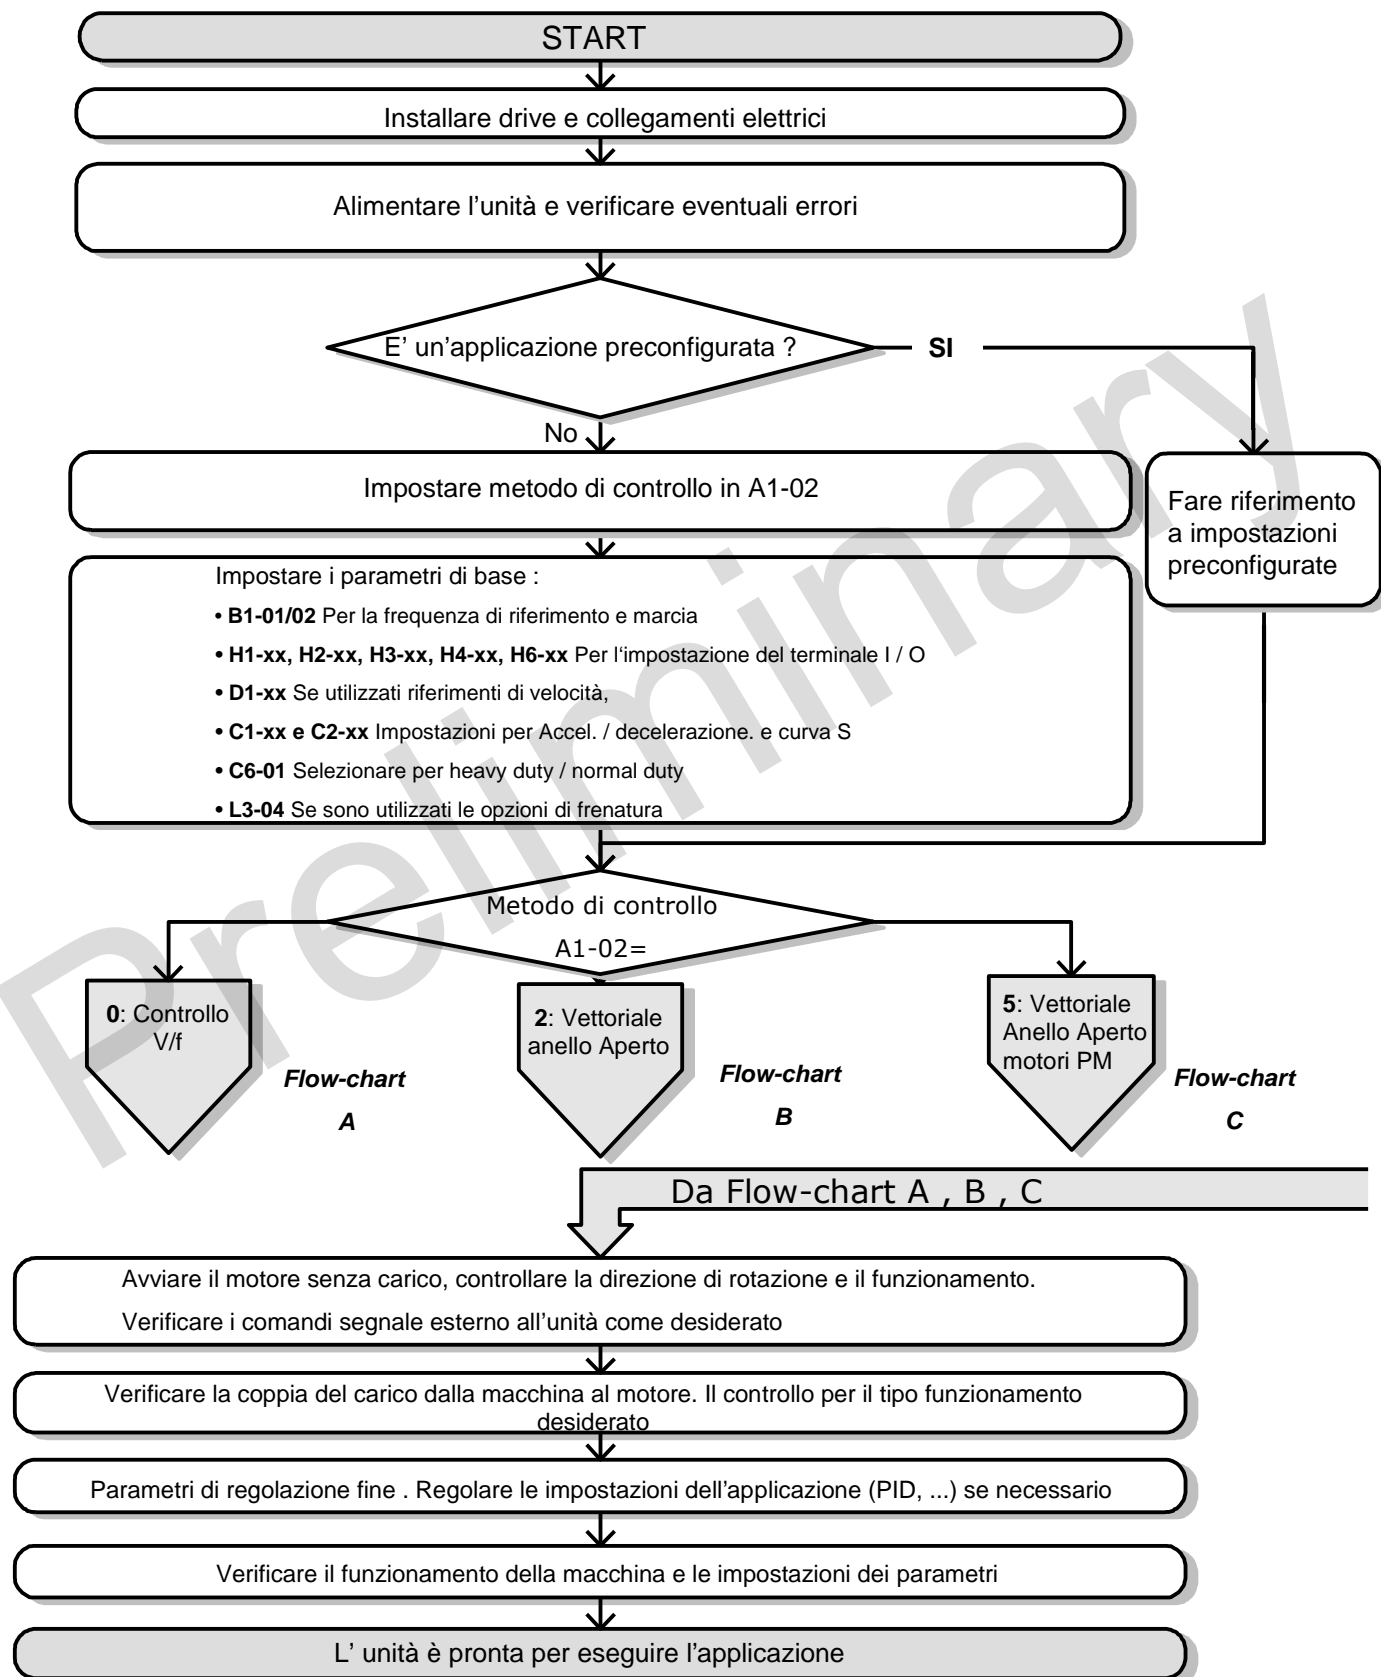 START
Installare drive e collegamenti elettrici
Alimentare l'unità e verificare eventuali errori
E' un'applicazione preconfigurata ?
SI
No
Impostare metodo di controllo in A1-02
Fare riferimento
a impostazioni
preconfigurate
Impostare i parametri di base :
• B1-01/02 Per la frequenza di riferimento e marcia
• H1-xx, H2-xx, H3-xx, H4-xx, H6-xx Per l'impostazione del terminale I / O
• D1-xx Se utilizzati riferimenti di velocità,
• C1-xx e C2-xx Impostazioni per Accel. / decelerazione. e curva S
• C6-01 Selezionare per heavy duty / normal duty
• L3-04 Se sono utilizzati le opzioni di frenatura
Metodo di controllo
A1-02=
0: Controllo
V/f
Flow-chart
A
2: Vettoriale
anello Aperto
Flow-chart
B
5: Vettoriale
Anello Aperto
motori PM
Flow-chart
C
Da Flow-chart A , B , C
Avviare il motore senza carico, controllare la direzione di rotazione e il funzionamento.
Verificare i comandi segnale esterno all'unità come desiderato
Verificare la coppia del carico dalla macchina al motore. Il controllo per il tipo funzionamento
desiderato
Parametri di regolazione fine . Regolare le impostazioni dell'applicazione (PID, ...) se necessario
Verificare il funzionamento della macchina e le impostazioni dei parametri
L' unità è pronta per eseguire l'applicazione
Preliminary